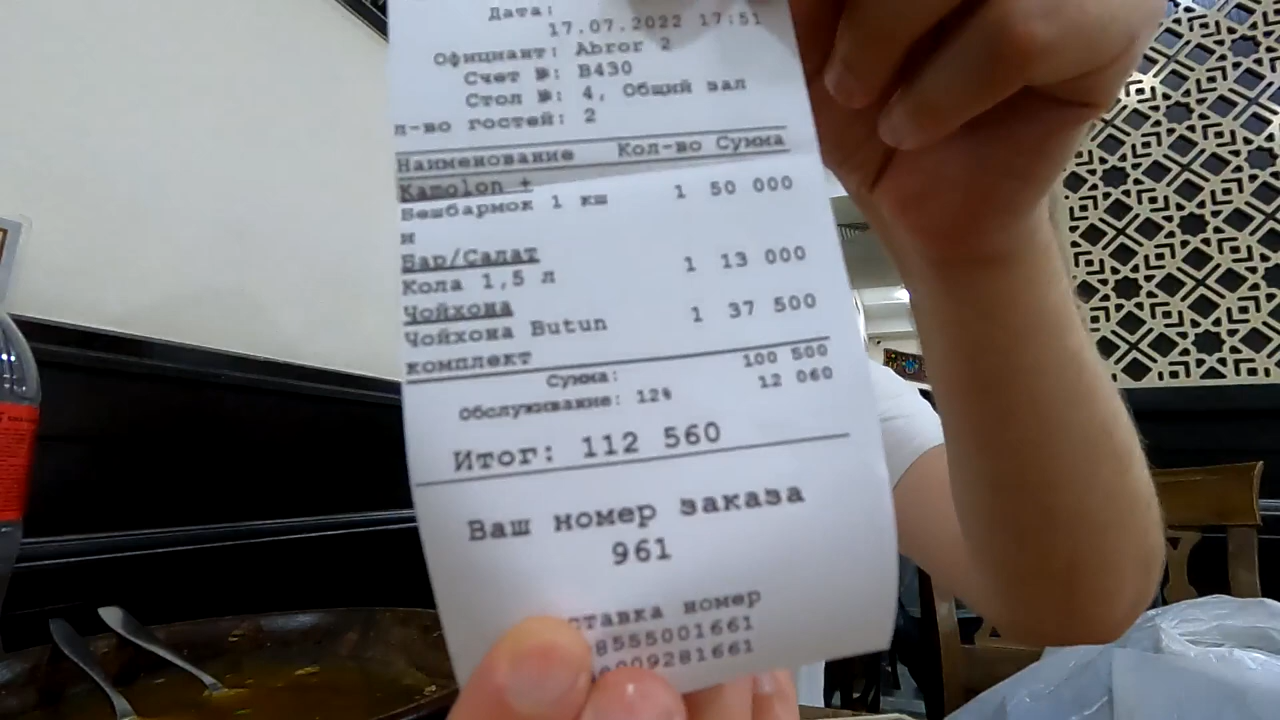 Дата:
17.07.2022 17:51
Официант: Abror 2
Счет №: B430
Стол №: 4, Общий зал
л-во гостей: 2
Наименование Кол-во Сумма
Kamolon +
Бешбармок 1 кш 1 50 000
и
Бар/Салат
Кола 1,5 л 1 13 000
Чойхона
Чойхона Butun 1 37 500
комплект
Сумма: 100 500
Обслуживание: 12% 12 060
Итог: 112 560
Ваш номер заказа
961
ставка номер
8555001661
009281661